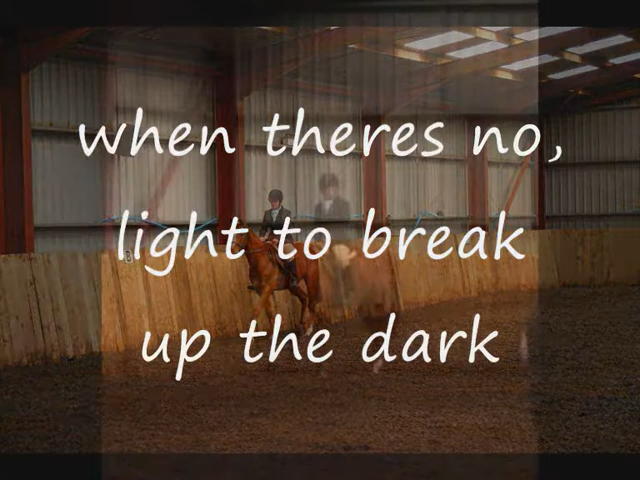 when theres no,
light to break
up the dark